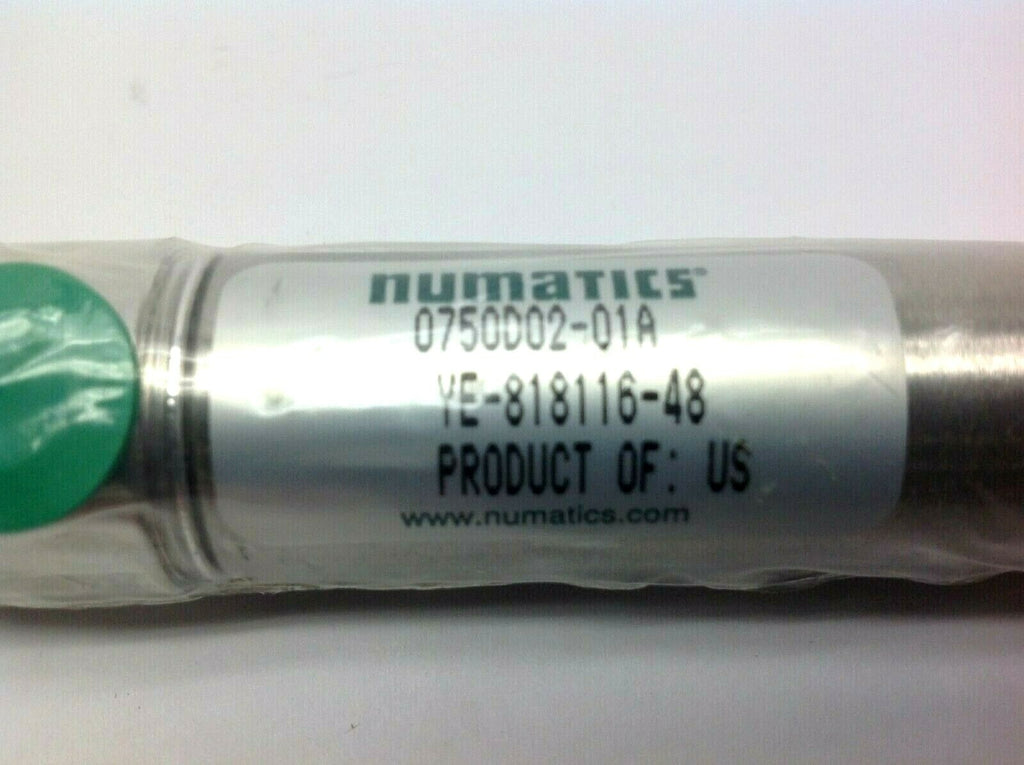 numatics®
0750D02-01A
YE-818116-48
PRODUCT OF: US
www.numatics.com